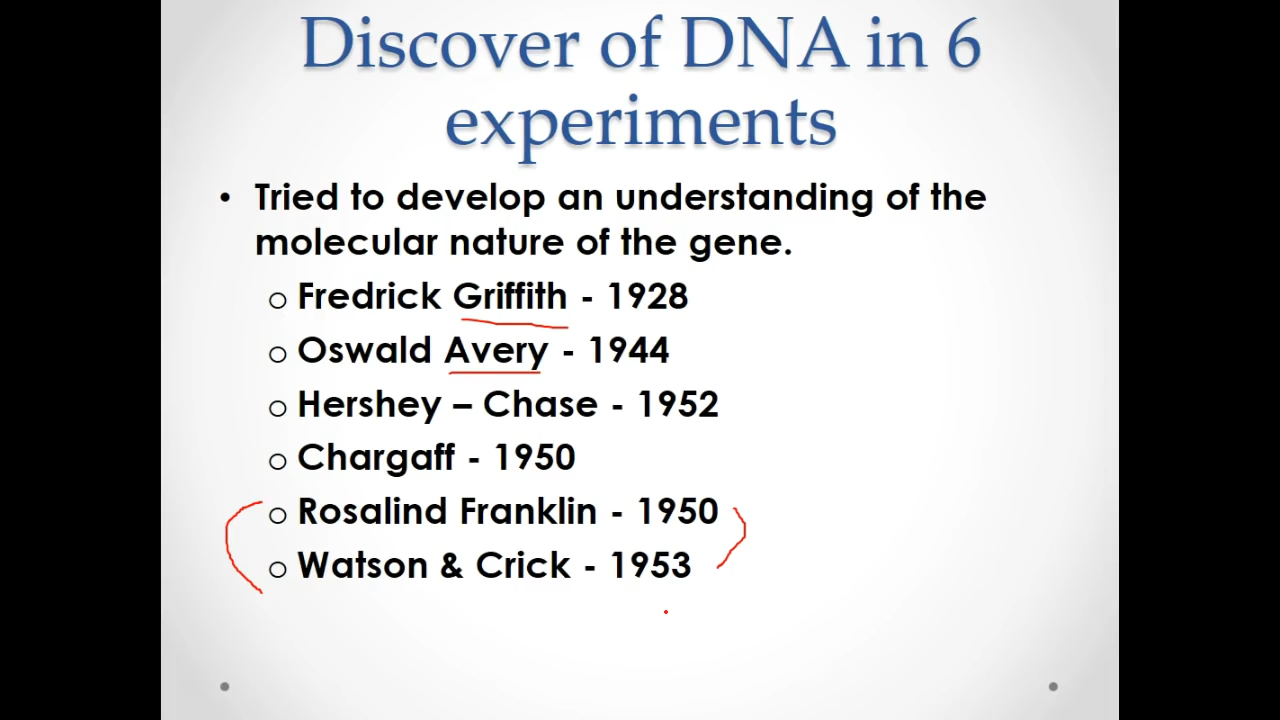 Discover of DNA in 6
experiments
• Tried to develop an understanding of the
molecular nature of the gene.
o Fredrick Griffith - 1928
o Oswald Avery - 1944
o Hershey – Chase - 1952
o Chargaff - 1950
o Rosalind Franklin - 1950
o Watson & Crick - 1953